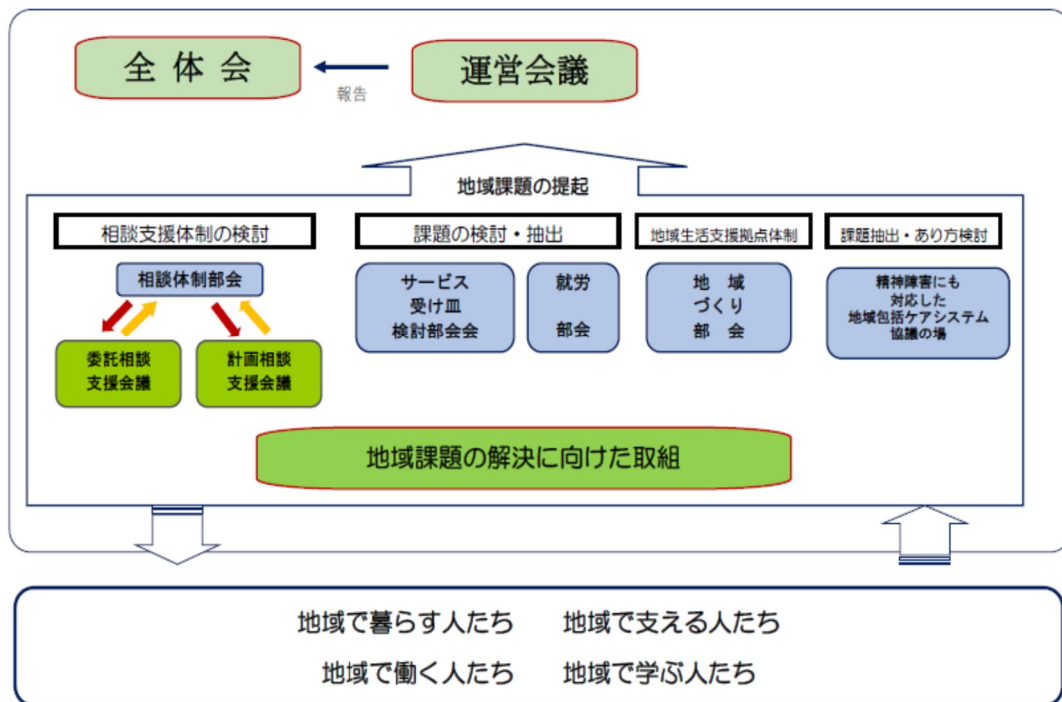 全 体 会
運営会議
報告
地域課題の提起
相談支援体制の検討
課題の検討・抽出
地域生活支援拠点体制
課題抽出・あり方検討
相談体制部会
委託相談
支援会議
計画相談
支援会議
サービス
受け皿
検討部会会
就労
部会
地 域
づくり
部 会
精神障害にも
対応した
地域包括ケアシステム
協議の場
地域課題の解決に向けた取組
地域で暮らす人たち 地域で支える人たち
地域で働く人たち 地域で学ぶ人たち